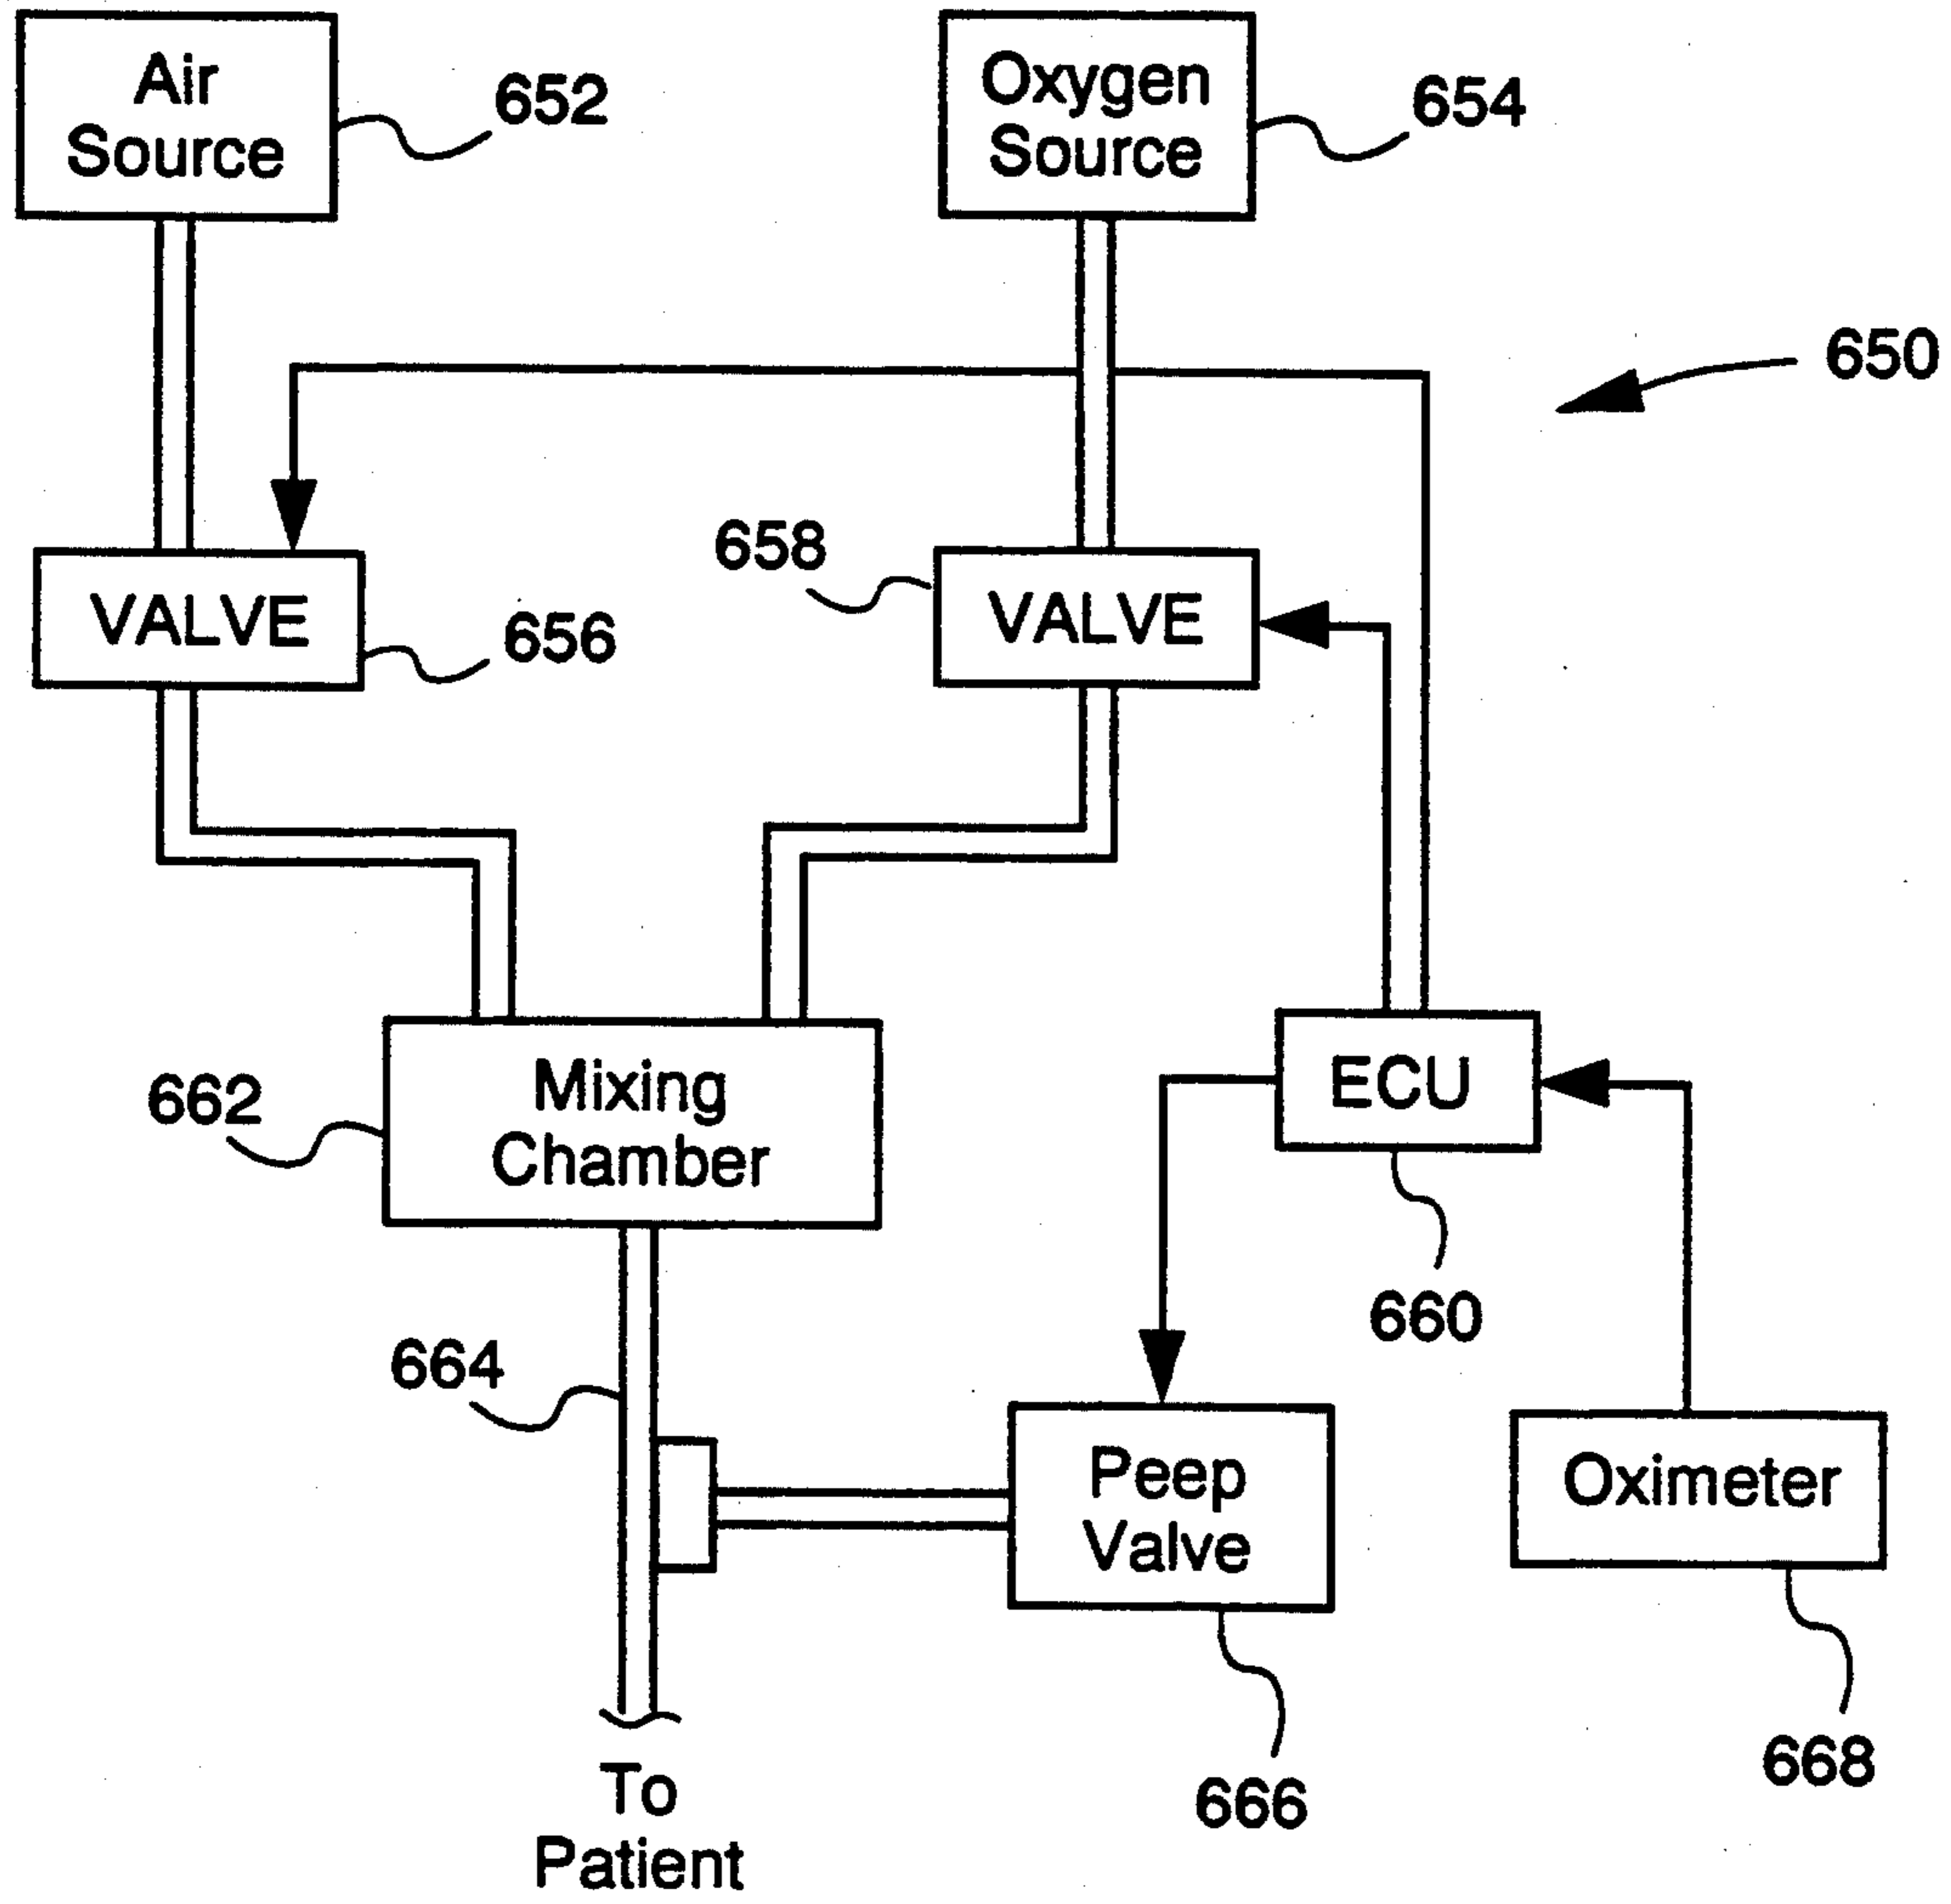 Air
Source
652
Oxygen
Source
654
650
VALVE
656
658
VALVE
662
Mixing
Chamber
ECU
660
664
Peep
Valve
666
Oximeter
668
To
Patient